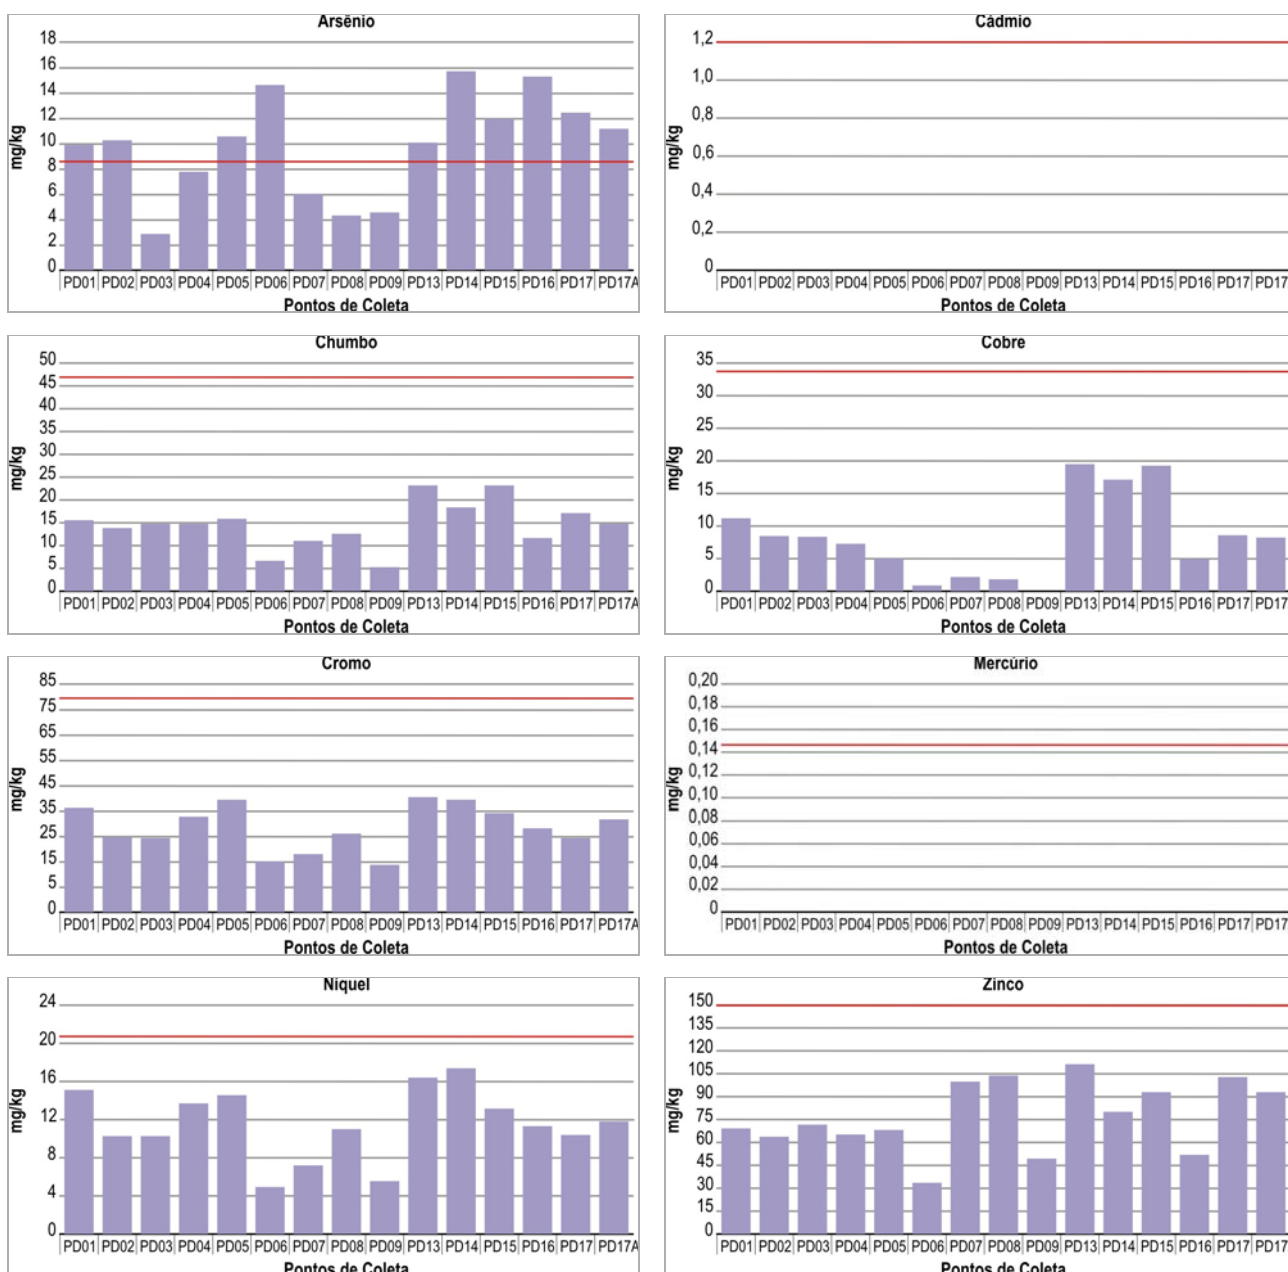 Arsênio
18
16
14
12
10
8
6
4
2
0
mg/kg
PD01 PD02 PD03 PD04 PD05 PD06 PD07 PD08 PD09 PD13 PD14 PD15 PD16 PD17 PD17A
Pontos de Coleta
Cádmio
1,2
1,0
0,8
0,6
0,4
0,2
0
mg/kg
PD01 PD02 PD03 PD04 PD05 PD06 PD07 PD08 PD09 PD13 PD14 PD15 PD16 PD17 PD17
Pontos de Coleta
Chumbo
50
45
40
35
30
25
20
15
10
5
0
mg/kg
PD01 PD02 PD03 PD04 PD05 PD06 PD07 PD08 PD09 PD13 PD14 PD15 PD16 PD17 PD17A
Pontos de Coleta
Cobre
35
30
25
20
15
10
5
0
mg/kg
PD01 PD02 PD03 PD04 PD05 PD06 PD07 PD08 PD09 PD13 PD14 PD15 PD16 PD17 PD17
Pontos de Coleta
Cromo
85
75
65
55
45
35
25
15
5
0
mg/kg
PD01 PD02 PD03 PD04 PD05 PD06 PD07 PD08 PD09 PD13 PD14 PD15 PD16 PD17 PD17A
Pontos de Coleta
Mercúrio
0,20
0,18
0,16
0,14
0,12
0,10
0,08
0,06
0,04
0,02
0
mg/kg
PD01 PD02 PD03 PD04 PD05 PD06 PD07 PD08 PD09 PD13 PD14 PD15 PD16 PD17 PD17
Pontos de Coleta
Níquel
24
20
16
12
8
4
0
mg/kg
PD01 PD02 PD03 PD04 PD05 PD06 PD07 PD08 PD09 PD13 PD14 PD15 PD16 PD17 PD17A
Pontos de Coleta
Zinco
150
135
120
105
90
75
60
45
30
15
0
mg/kg
PD01 PD02 PD03 PD04 PD05 PD06 PD07 PD08 PD09 PD13 PD14 PD15 PD16 PD17 PD17
Pontos de Coleta